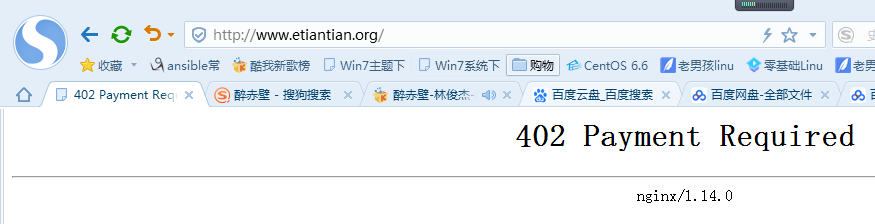 http://www.etiantian.org/
收藏 ansible常 酷我新歌榜 Win7主题下 Win7系统下 购物 CentOS 6.6 老男孩linu 零基础Linu
402 Payment Req 醉赤壁 - 搜狗搜索 醉赤壁-林俊杰- 百度云盘_百度搜索 百度网盘-全部文件
402 Payment Required
nginx/1.14.0